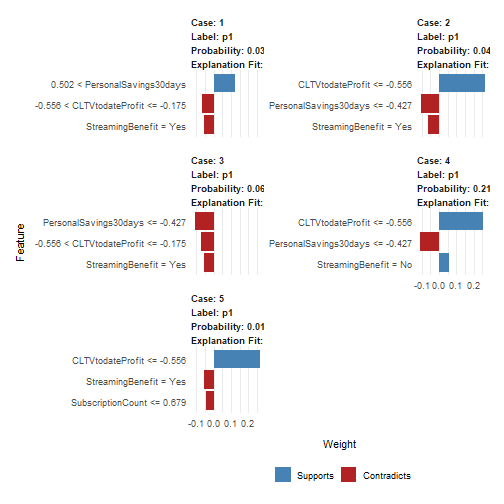 Case: 1
Label: p1
Probability: 0.03
Explanation Fit:
0.502 < PersonalSavings30days
-0.556 < CLTVtodateProfit <= -0.175
StreamingBenefit = Yes
Case: 2
Label: p1
Probability: 0.04
Explanation Fit:
CLTVtodateProfit <= -0.556
PersonalSavings30days <= -0.427
StreamingBenefit = Yes
Case: 3
Label: p1
Probability: 0.06
Explanation Fit:
PersonalSavings30days <= -0.427
-0.556 < CLTVtodateProfit <= -0.175
StreamingBenefit = Yes
Case: 4
Label: p1
Probability: 0.21
Explanation Fit:
CLTVtodateProfit <= -0.556
PersonalSavings30days <= -0.427
StreamingBenefit = No
-0.1 0.0 0.1 0.2
Case: 5
Label: p1
Probability: 0.01
Explanation Fit:
CLTVtodateProfit <= -0.556
StreamingBenefit = Yes
SubscriptionCount <= 0.679
-0.1 0.0 0.1 0.2
Feature
Weight
Supports Contradicts